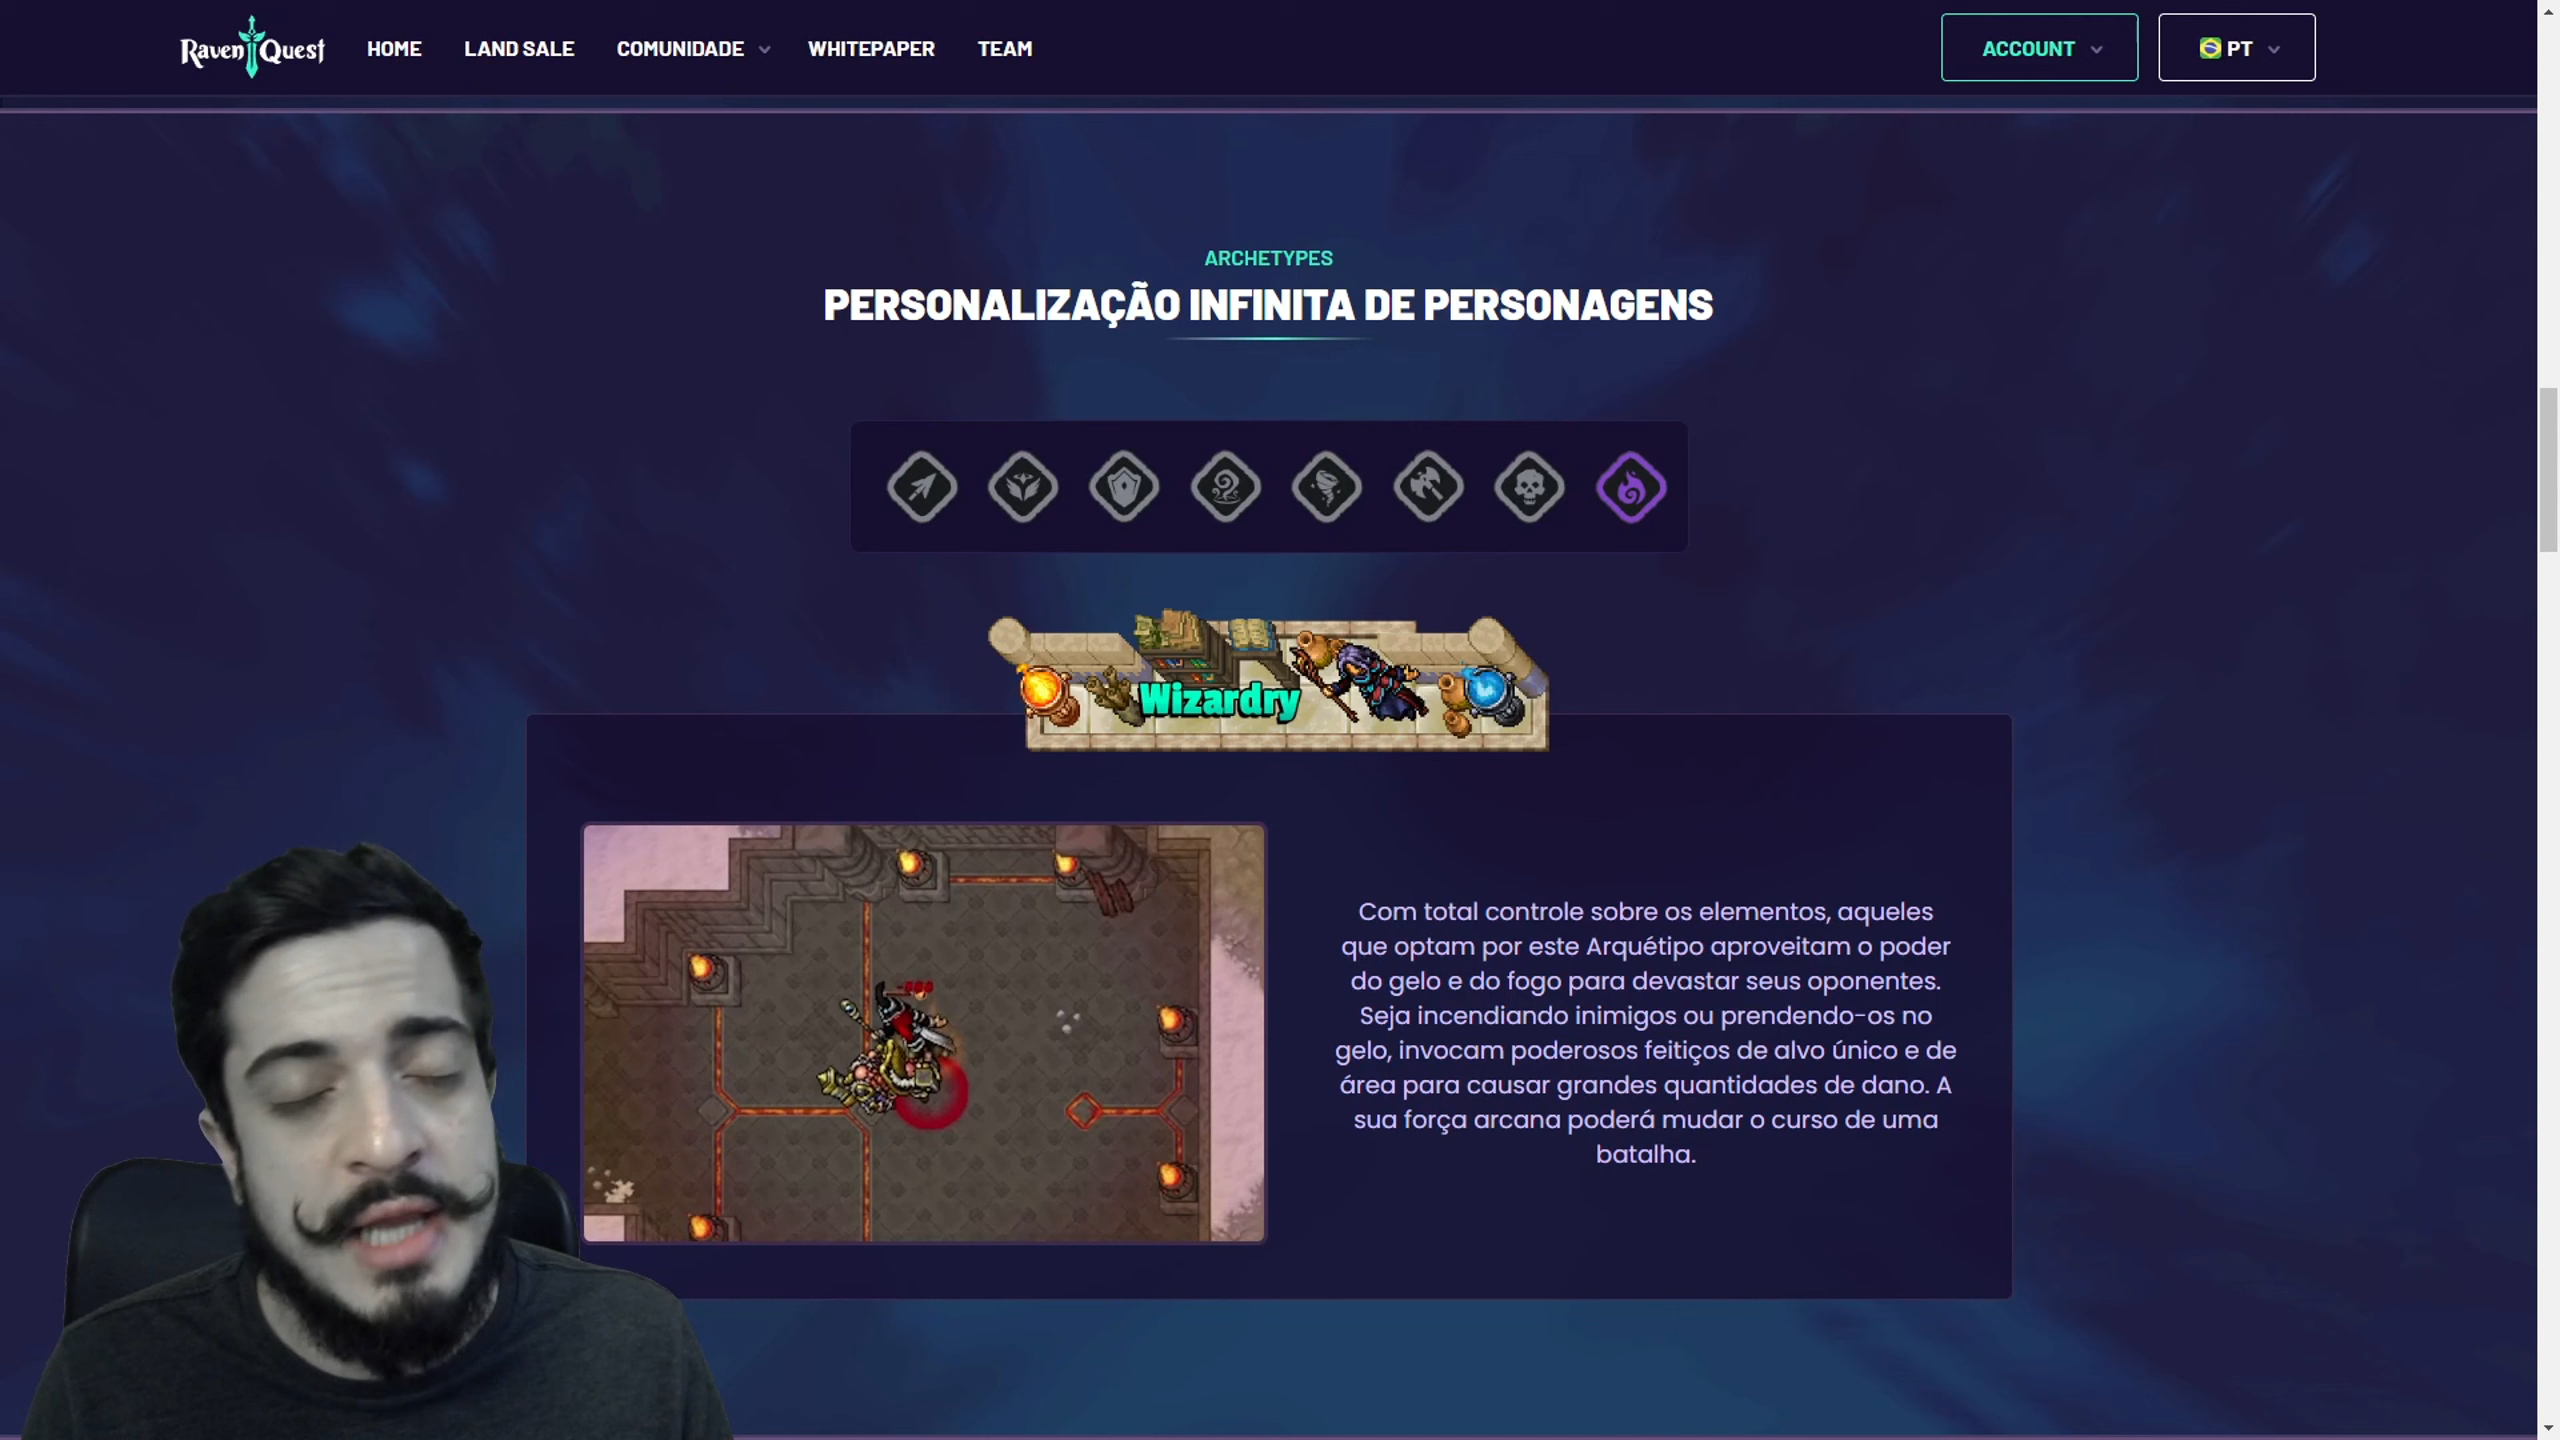 Raven Quest
HOME
LAND SALE
COMUNIDADE
WHITEPAPER
TEAM
ACCOUNT
PT
ARCHETYPES
PERSONALIZAÇÃO INFINITA DE PERSONAGENS
Wizardry
Com total controle sobre os elementos, aqueles
que optam por este Arquétipo aproveitam o poder
do gelo e do fogo para devastar seus oponentes.
Seja incendiando inimigos ou prendendo-os no
gelo, invocam poderosos feitiços de alvo único e de
área para causar grandes quantidades de dano. A
sua força arcana poderá mudar o curso de uma
batalha.